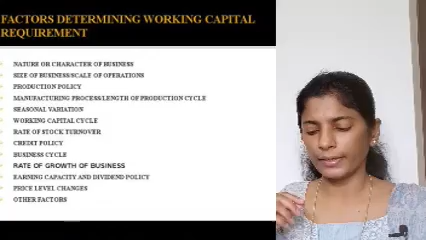 FACTORS DETERMINING WORKING CAPITAL
REQUIREMENT
NATURE OR CHARACTER OF BUSINESS
SIZE OF BUSINESS/SCALE OF OPERATIONS
PRODUCTION POLICY
MANUFACTURING PROCESS/LENGTH OF PRODUCTION CYCLE
SEASONAL VARIATION
WORKING CAPITAL CYCLE
RATE OF STOCK TURNOVER
CREDIT POLICY
BUSINESS CYCLE
RATE OF GROWTH OF BUSINESS
EARNING CAPACITY AND DIVIDEND POLICY
PRICE LEVEL CHANGES
OTHER FACTORS